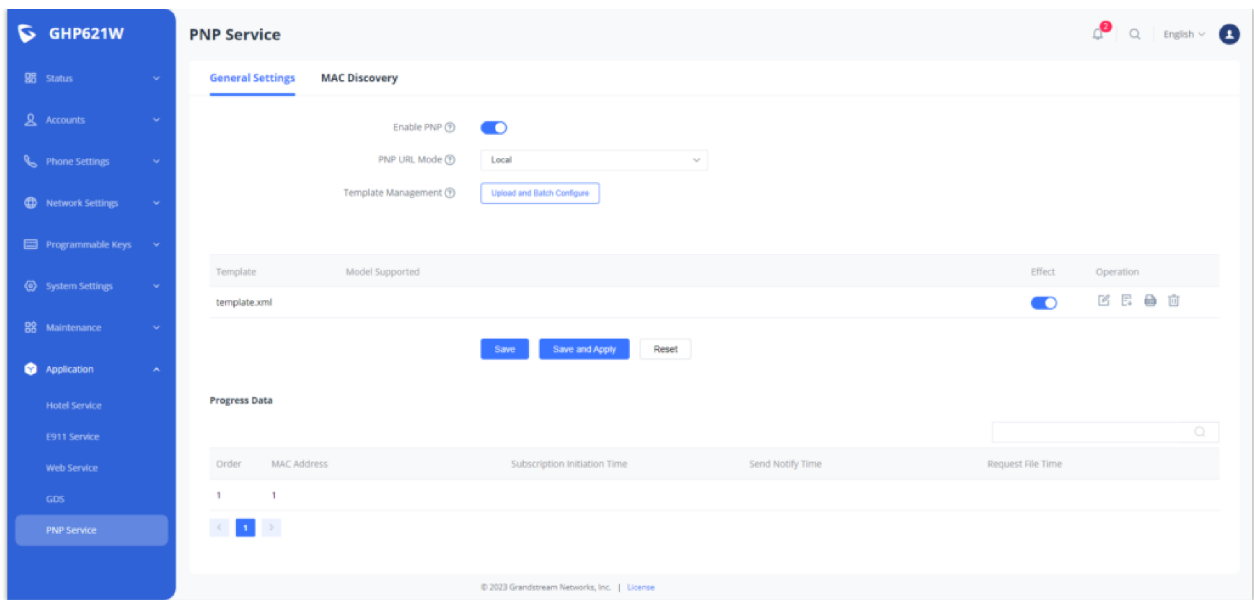 GHP621W
Status
Accounts
Phone Settings
Network Settings
Programmable Keys
System Settings
Maintenance
Application
Hotel Service
E911 Service
Web Service
GDS
PNP Service
PNP Service
2
English
General Settings MAC Discovery
Enable PNP ?
PNP URL Mode ? Local
Template Management ? Upload and Batch Configure
Template Model Supported Effect Operation
template.xml
Save Save and Apply Reset
Progress Data
Order MAC Address Subscription Initiation Time Send Notify Time Request File Time
1 1
< 1 >
© 2023 Grandstream Networks, Inc. | License